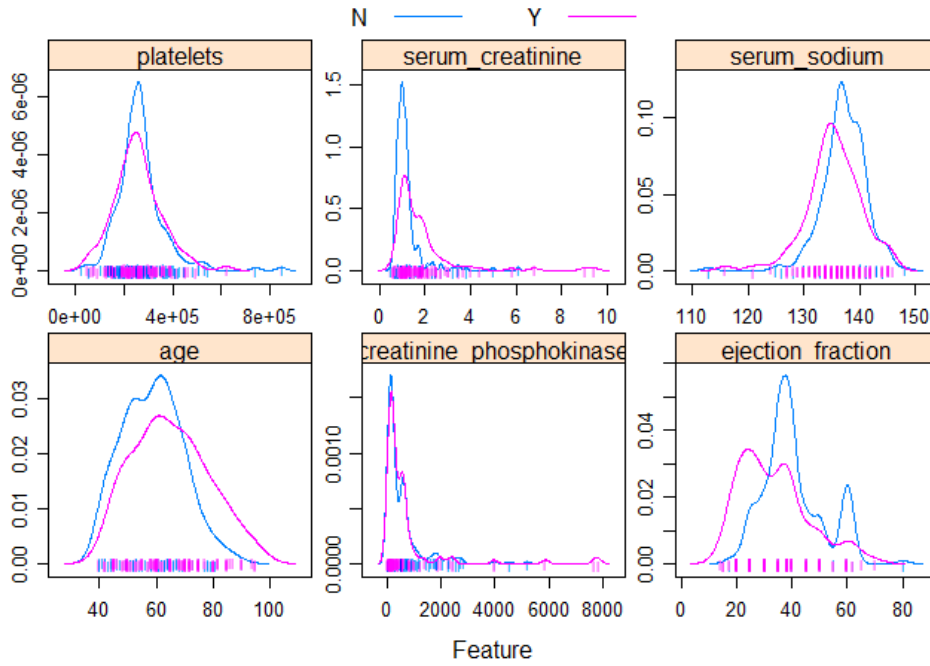 N Y
platelets serum_creatinine serum_sodium
0e+00 2e-06 4e-06 6e-06
0.0 0.5 1.0 1.5
0.00 0.05 0.10
0e+00 4e+05 8e+05
0 2 4 6 8 10
110 120 130 140 150
age creatinine_phosphokinase ejection_fraction
0.00 0.01 0.02 0.03
0.0000 0.0010
0.00 0.02 0.04
40 60 80 100
0 2000 4000 6000 8000
0 20 40 60 80
Feature